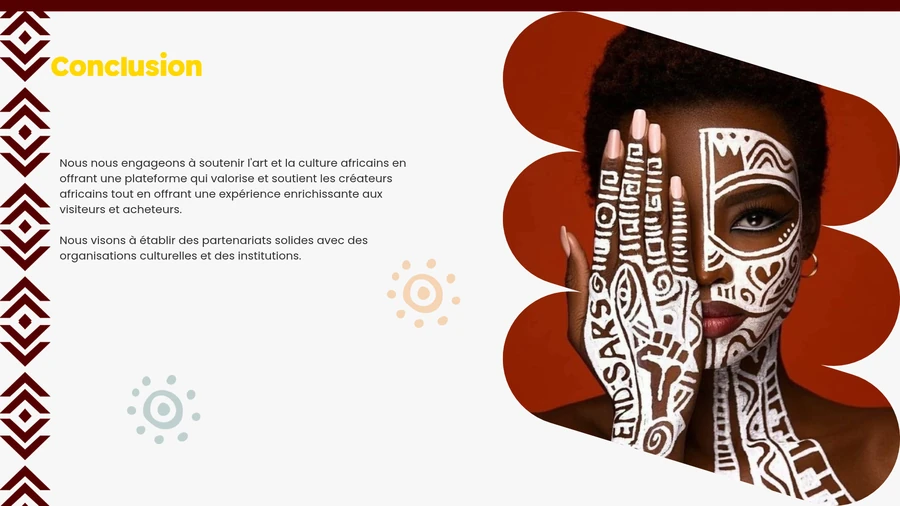 Conclusion
Nous nous engageons à soutenir l'art et la culture africains en
offrant une plateforme qui valorise et soutient les créateurs
africains tout en offrant une expérience enrichissante aux
visiteurs et acheteurs.
Nous visons à établir des partenariats solides avec des
organisations culturelles et des institutions.
ENDSARS